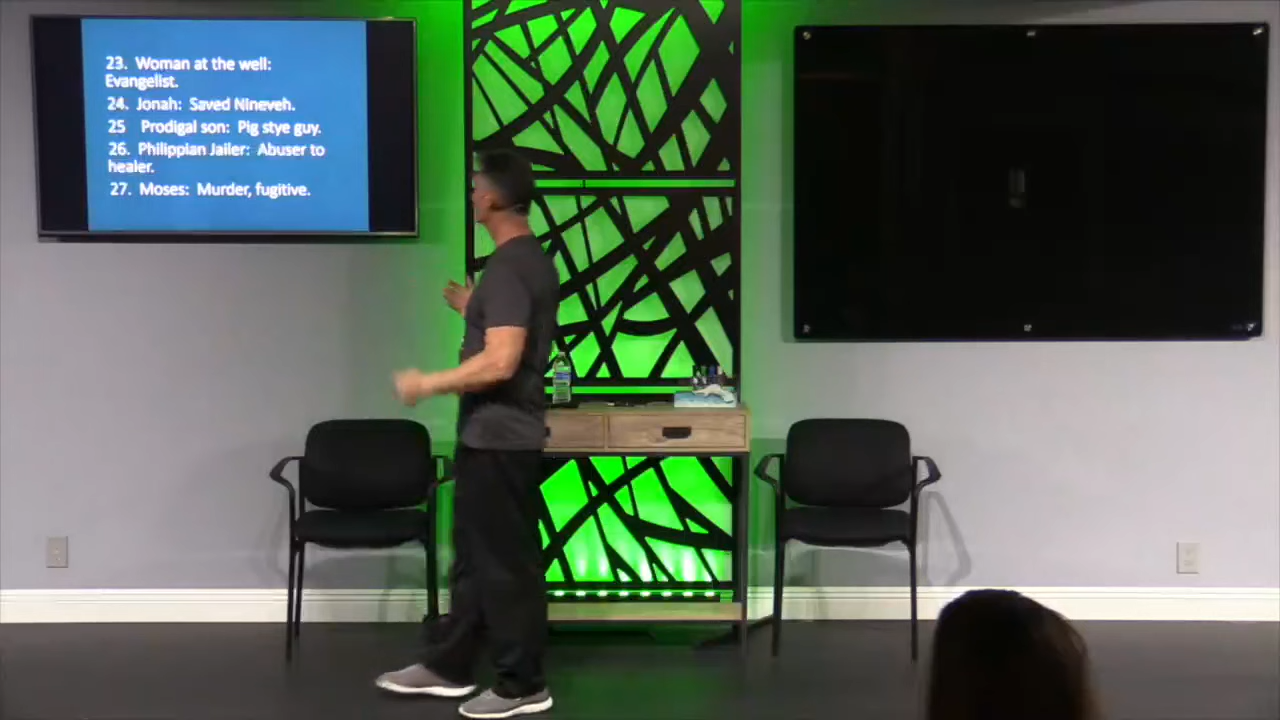 23. Woman at the well:
Evangelist.
24. Jonah: Saved Nineveh.
25 Prodigal son: Pig stye guy.
26. Philippian Jailer: Abuser to
healer.
27. Moses: Murder, fugitive.